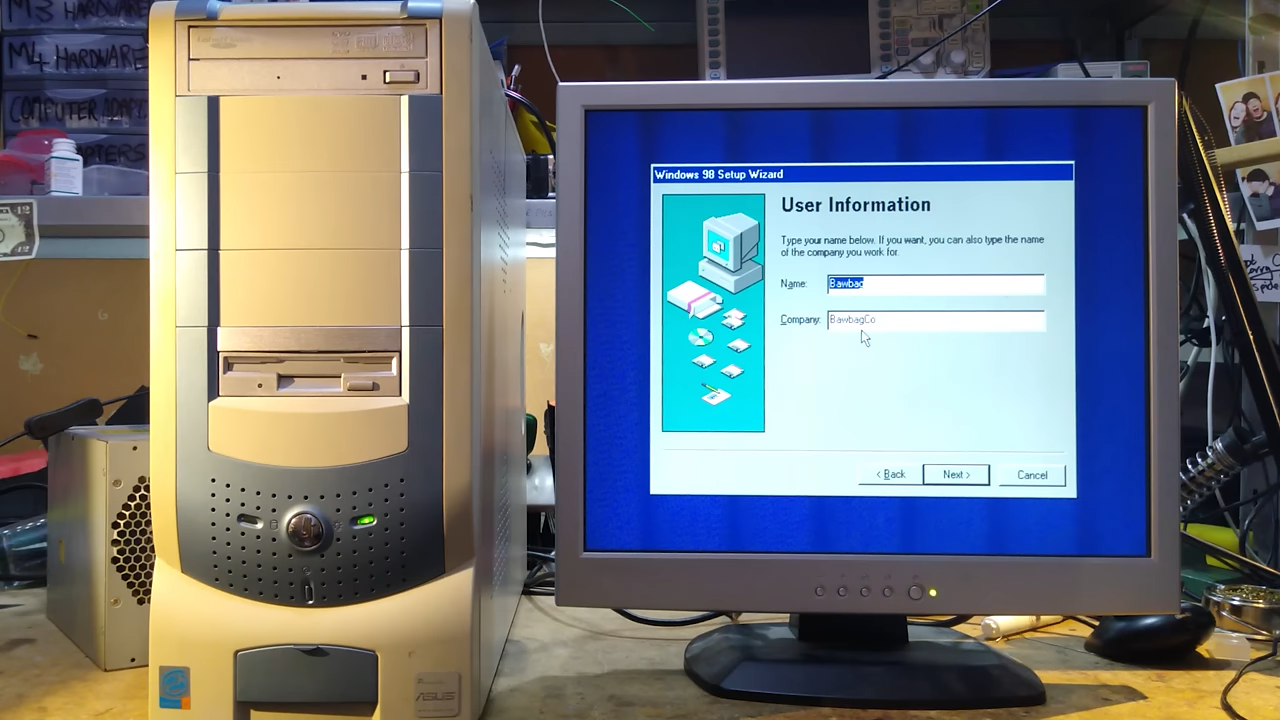 M3 HARDWARE
M4 HARDWARE
COMPUTER ADAPT
Windows 98 Setup Wizard
User Information
Type your name below. If you want, you can also type the name
of the company you work for.
Name: Bawbag
Company: BawbagCo
< Back
Next >
Cancel
ASUS